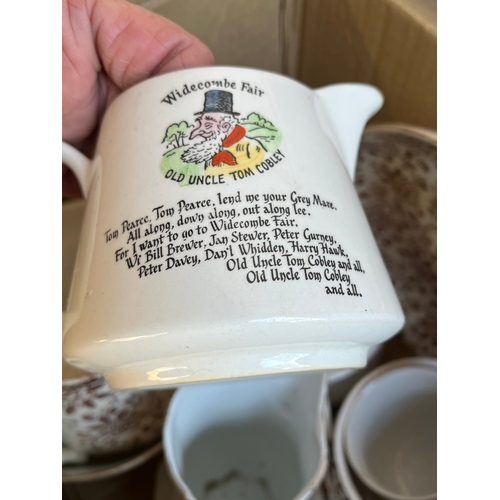 Widecombe Fair
OLD UNCLE TOM COBLEY
Tom Pearce, Tom Pearce, lend me your Grey Mare.
All along, down along, out along lee.
For I want to go to Widecombe Fair.
Wi' Bill Brewer, Jan Stewer, Peter Gurney,
Peter Davey, Dan'l Whidden, Harry Hawk,
Old Uncle Tom Cobley and all,
Old Uncle Tom Cobley
and all.